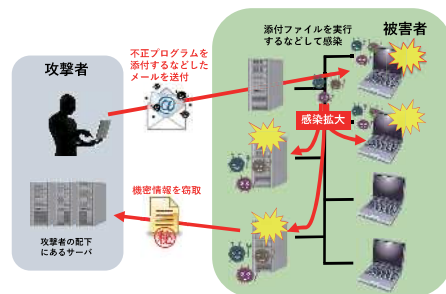 不正プログラムを
添付するなどした
メールを送付
添付ファイルを実行
するなどして感染
被害者
攻撃者
@
感染拡大
機密情報を窃取
秘
攻撃者の配下
にあるサーバ